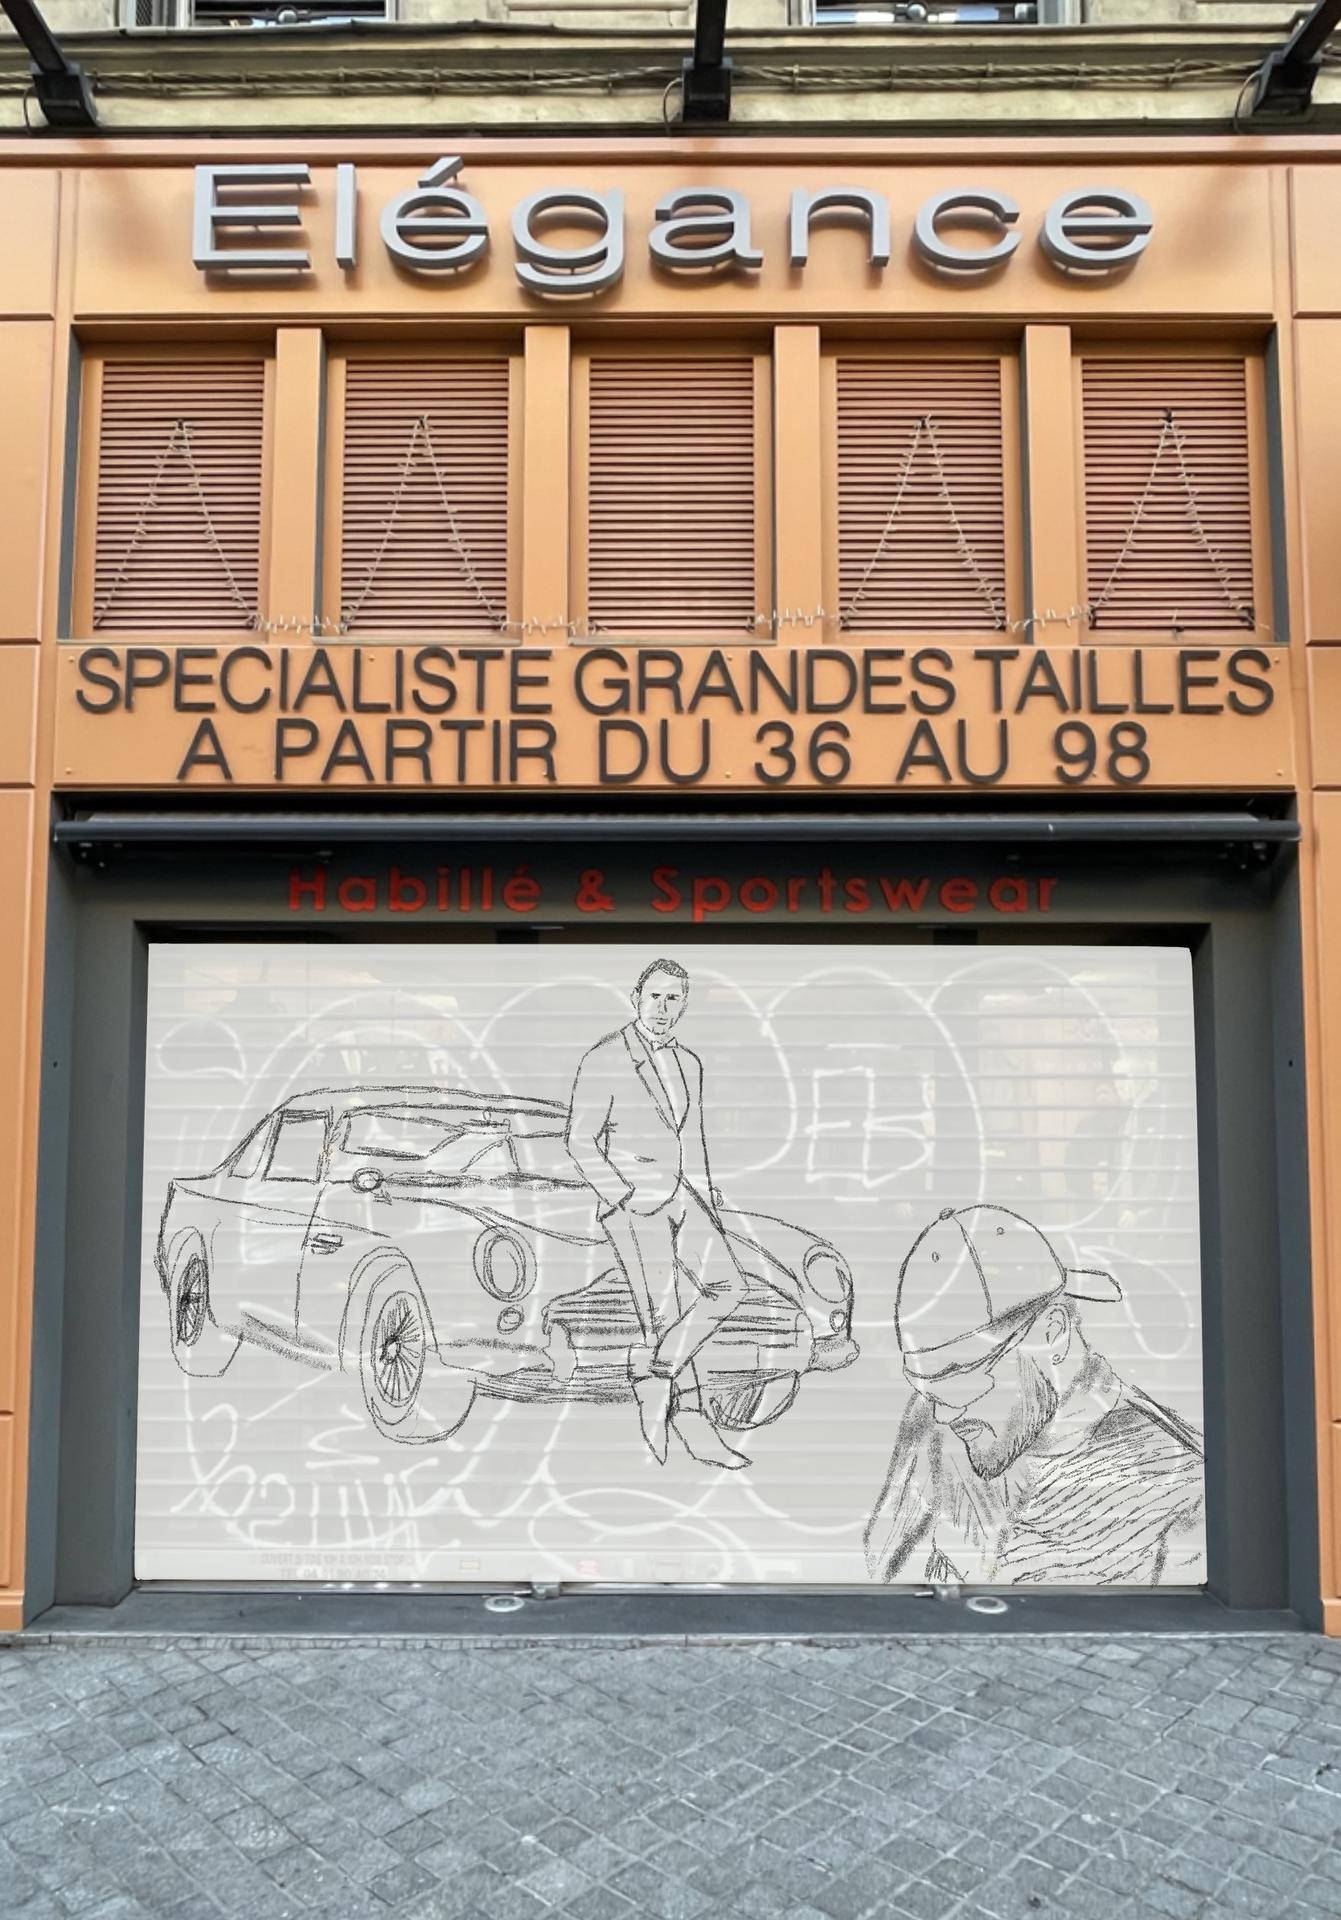 Elégance
SPECIALISTE GRANDES TAILLES
A PARTIR DU 36 AU 98
Habillé & Sportswear